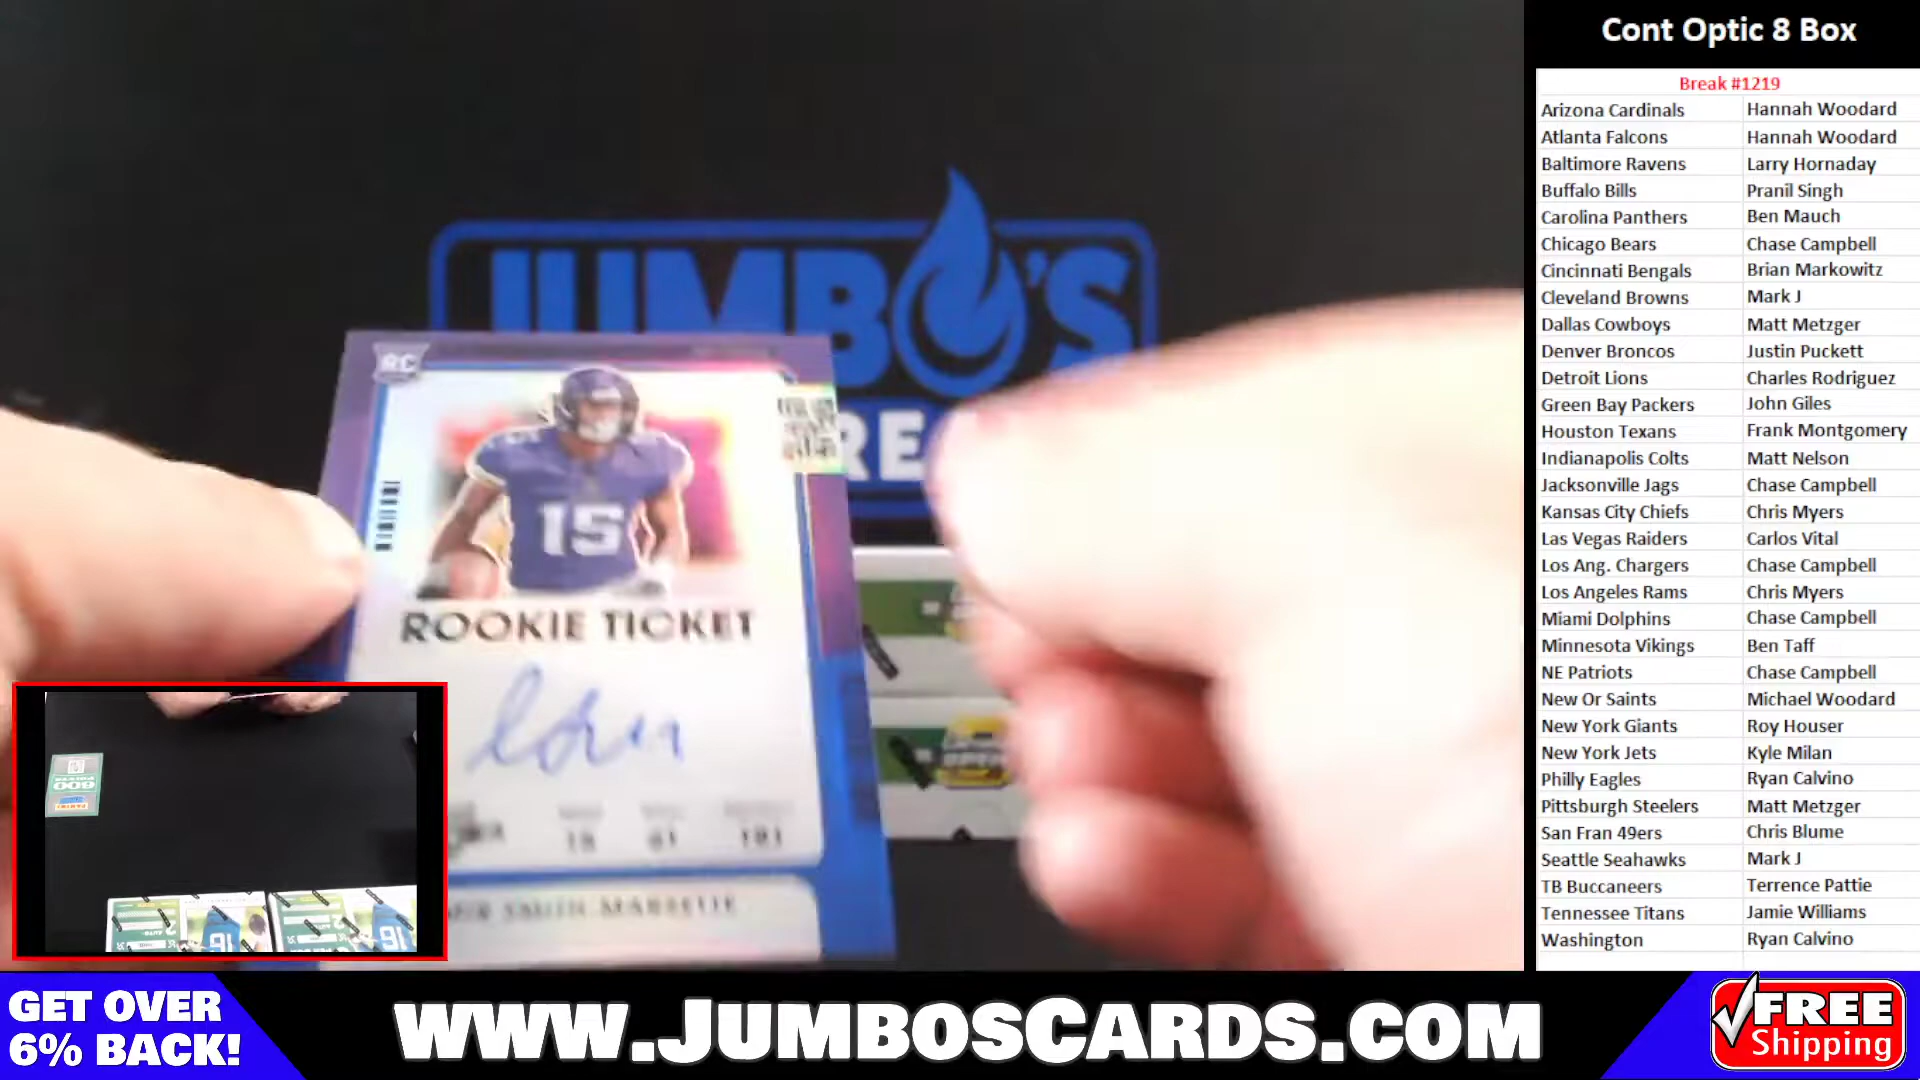 Cont Optic 8 Box
Break #1219
Arizona Cardinals Hannah Woodard
Atlanta Falcons Hannah Woodard
Baltimore Ravens Larry Hornaday
Buffalo Bills Pranil Singh
Carolina Panthers Ben Mauch
Chicago Bears Chase Campbell
Cincinnati Bengals Brian Markowitz
Cleveland Browns Mark J
Dallas Cowboys Matt Metzger
Denver Broncos Justin Puckett
Detroit Lions Charles Rodriguez
Green Bay Packers John Giles
Houston Texans Frank Montgomery
Indianapolis Colts Matt Nelson
Jacksonville Jags Chase Campbell
Kansas City Chiefs Chris Myers
Las Vegas Raiders Carlos Vital
Los Ang. Chargers Chase Campbell
Los Angeles Rams Chris Myers
Miami Dolphins Chase Campbell
Minnesota Vikings Ben Taff
NE Patriots Chase Campbell
New Or Saints Michael Woodard
New York Giants Roy Houser
New York Jets Kyle Milan
Philly Eagles Ryan Calvino
Pittsburgh Steelers Matt Metzger
San Fran 49ers Chris Blume
Seattle Seahawks Mark J
TB Buccaneers Terrence Pattie
Tennessee Titans Jamie Williams
Washington Ryan Calvino
JUMBO'S
RC
15
ROOKIE TICKET
SMITH-MARSETTE
600
16
16
GET OVER
6% BACK!
WWW.JUMBOSCARDS.COM
FREE
Shipping